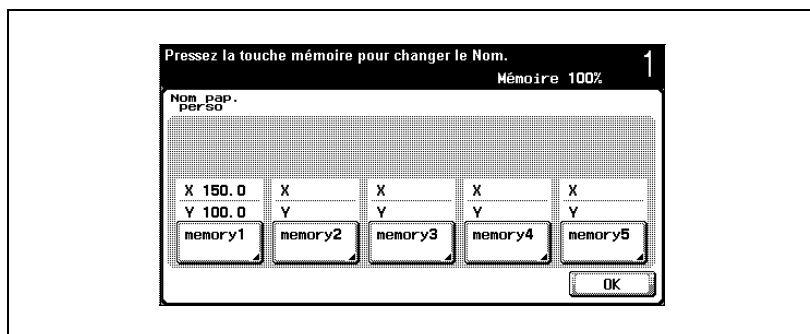 Pressez la touche mémoire pour changer le Nom.
Mémoire 100% 1
Nom pap.
perso
X 150.0 X X X X
Y 100.0 Y Y Y Y
memory1 memory2 memory3 memory4 memory5
OK